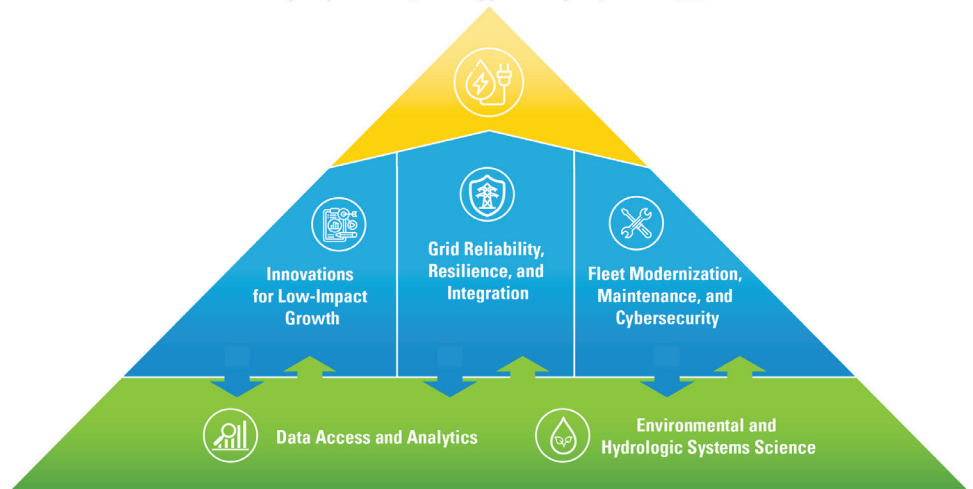 Innovations
for Low-Impact
Growth
Grid Reliability,
Resilience, and
Integration
Fleet Modernization,
Maintenance, and
Cybersecurity
Data Access and Analytics
Environmental and
Hydrologic Systems Science